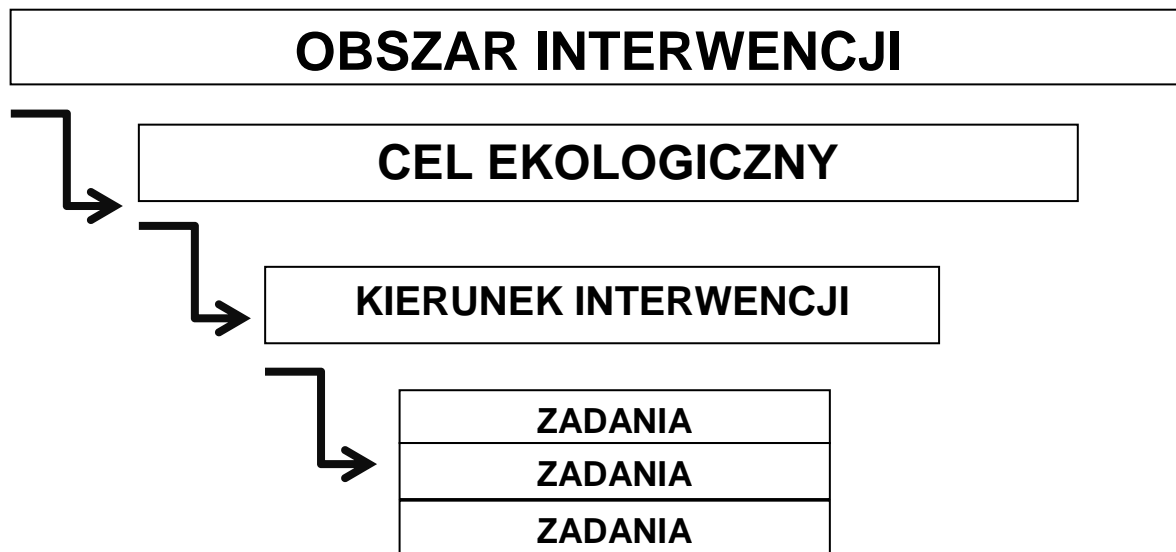 OBSZAR INTERWENCJI
CEL EKOLOGICZNY
KIERUNEK INTERWENCJI
ZADANIA
ZADANIA
ZADANIA